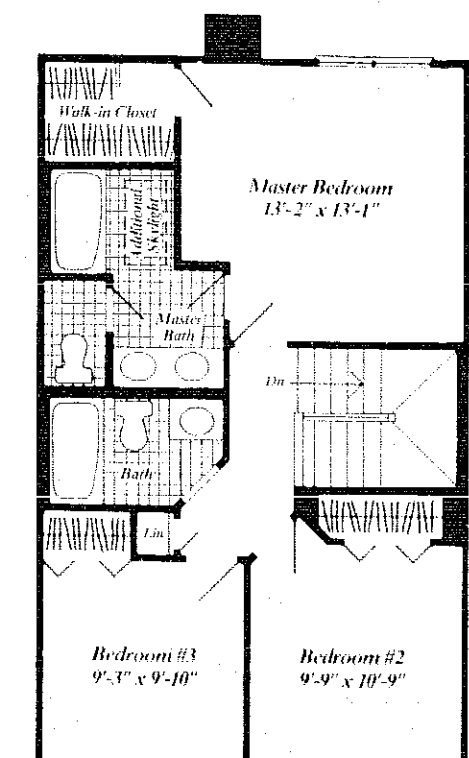 Walk-in Closet
Master Bedroom
13'-2" x 13'-1"
Additional
Skylight
Master
Bath
Dn
Bath
Lin
Bedroom #3
9'-3" x 9'-10"
Bedroom #2
9'-9" x 10'-9"